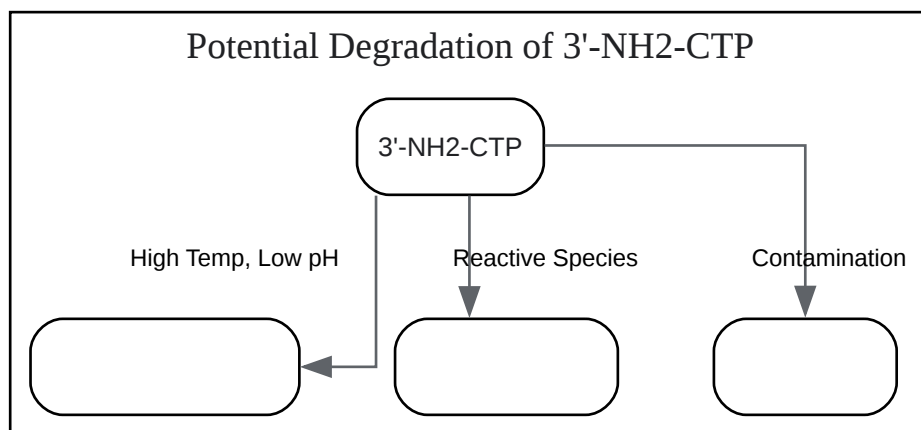 Potential Degradation of 3'-NH2-CTP
3'-NH2-CTP
High Temp, Low pH
Reactive Species
Contamination